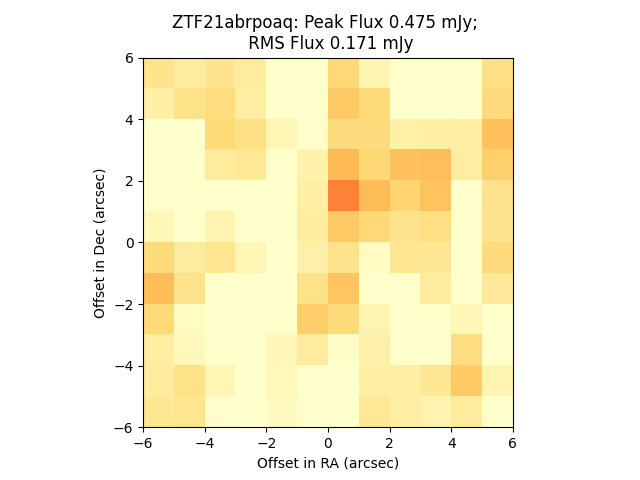 ZTF21abrpoaq: Peak Flux 0.475 mJy;
RMS Flux 0.171 mJy
6
4
2
0
−2
−4
−6
Offset in Dec (arcsec)
−6 −4 −2 0 2 4 6
Offset in RA (arcsec)